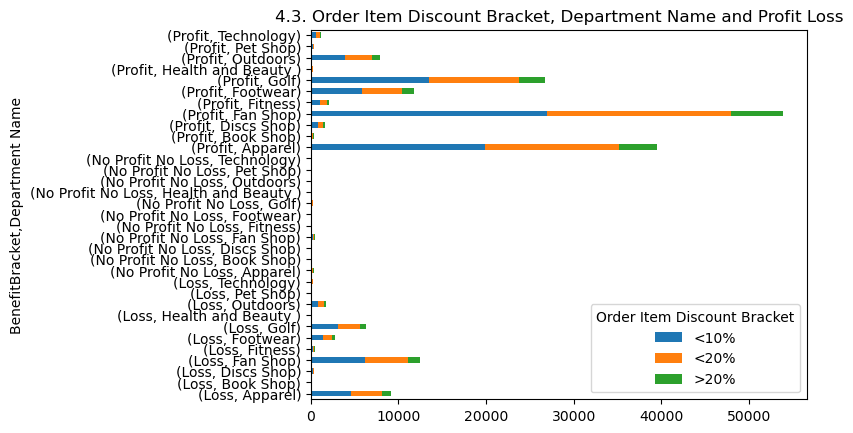 4.3. Order Item Discount Bracket, Department Name and Profit Loss
BenefitBracket,Department Name
(Profit, Technology)
(Profit, Pet Shop)
(Profit, Outdoors)
(Profit, Health and Beauty )
(Profit, Golf)
(Profit, Footwear)
(Profit, Fitness)
(Profit, Fan Shop)
(Profit, Discs Shop)
(Profit, Book Shop)
(Profit, Apparel)
(No Profit No Loss, Technology)
(No Profit No Loss, Pet Shop)
(No Profit No Loss, Outdoors)
(No Profit No Loss, Health and Beauty )
(No Profit No Loss, Golf)
(No Profit No Loss, Footwear)
(No Profit No Loss, Fitness)
(No Profit No Loss, Fan Shop)
(No Profit No Loss, Discs Shop)
(No Profit No Loss, Book Shop)
(No Profit No Loss, Apparel)
(Loss, Technology)
(Loss, Pet Shop)
(Loss, Outdoors)
(Loss, Health and Beauty )
(Loss, Golf)
(Loss, Footwear)
(Loss, Fitness)
(Loss, Fan Shop)
(Loss, Discs Shop)
(Loss, Book Shop)
(Loss, Apparel)
Order Item Discount Bracket
<10%
<20%
>20%
0 10000 20000 30000 40000 50000